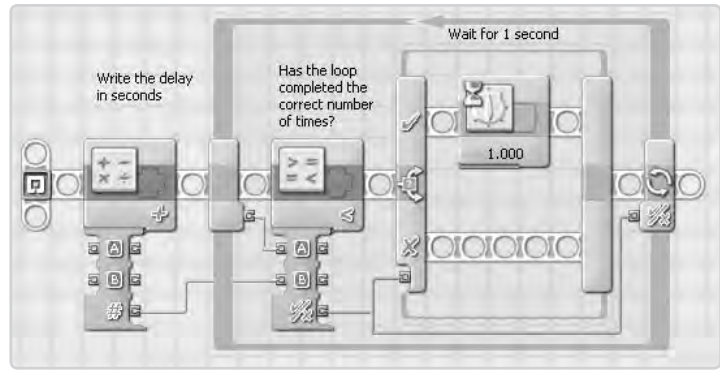 Wait for 1 second
Write the delay
in seconds
Has the loop
completed the
correct number
of times?
1.000
A
B
#
A
B